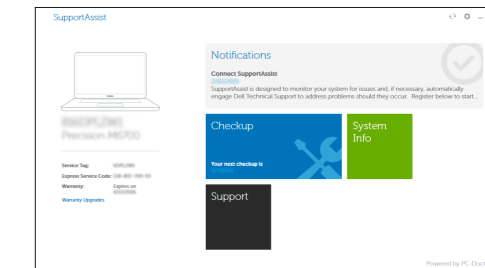 SupportAssist
Notifications
Connect SupportAssist
SupportAssist is designed to monitor your system for issues and, if necessary, automatically
engage Dell Technical Support to address problems should they occur. Register below to start...
Precision M6700
Service Tag:
Express Service Code:
Warranty: Expires on
Warranty Upgrades
Checkup
Your next checkup is
System
Info
Support
Powered by PC-Doct